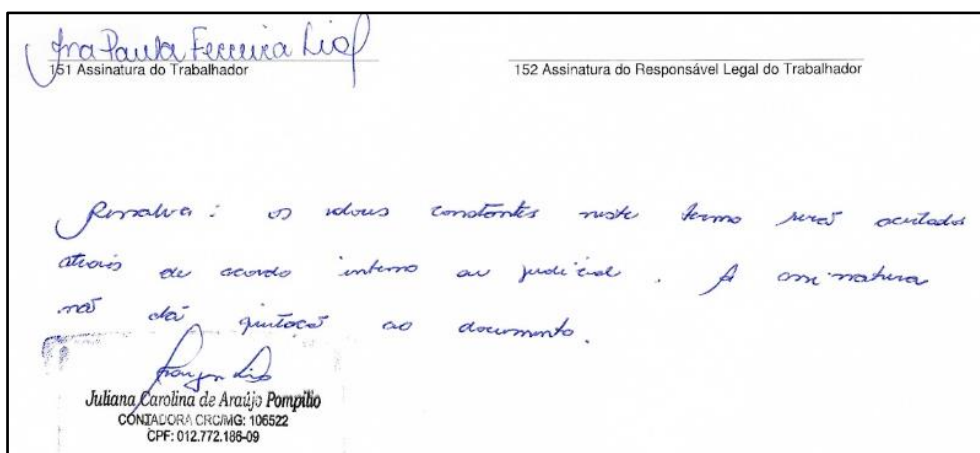 Ana Paula Ferreira Lial
151 Assinatura do Trabalhador
152 Assinatura do Responsável Legal do Trabalhador
Ressalva: os valores constantes neste termo serão acertados
através de acordo interno ou judicial. A assinatura
não dá quitação ao documento.
Juliana Carolina de Araújo Pompilio
CONTADORA CRC/MG: 106522
CPF: 012.772.186-09